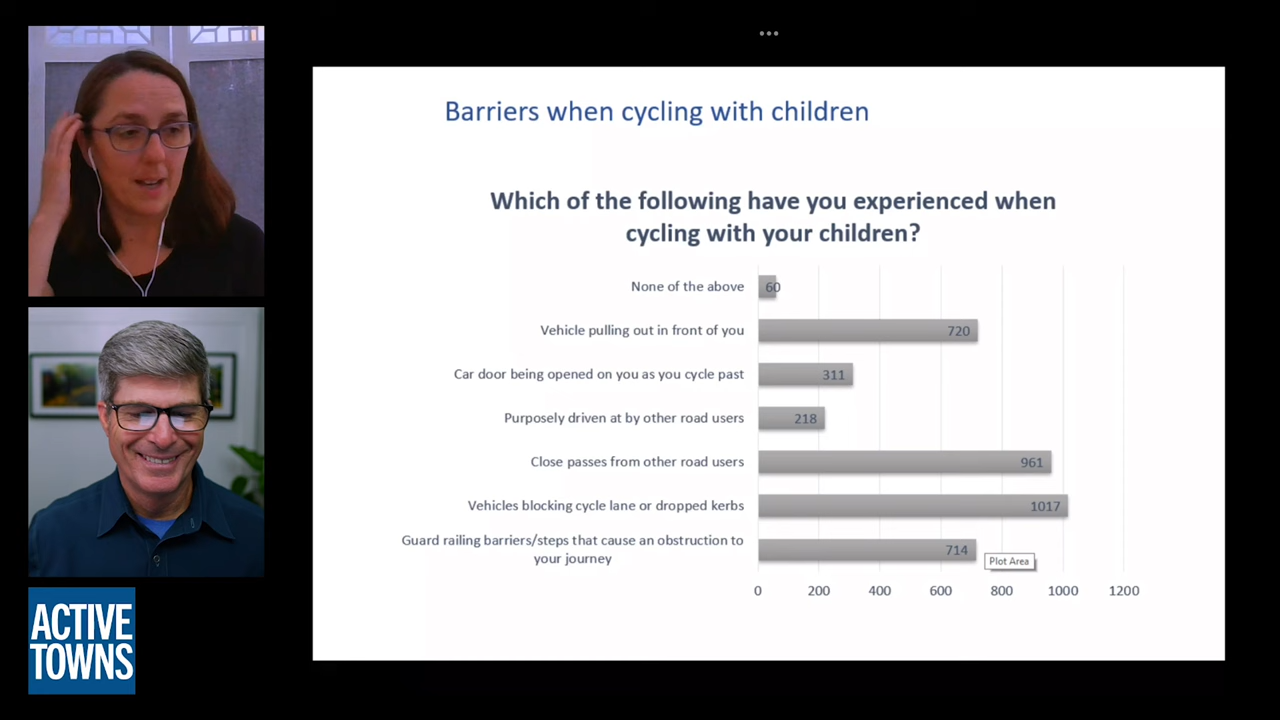 •••
Barriers when cycling with children
Which of the following have you experienced when
cycling with your children?
None of the above
60
Vehicle pulling out in front of you
720
Car door being opened on you as you cycle past
311
Purposely driven at by other road users
218
Close passes from other road users
961
Vehicles blocking cycle lane or dropped kerbs
1017
Guard railing barriers/steps that cause an obstruction to
your journey
714
Plot Area
0 200 400 600 800 1000 1200
ACTIVE
TOWNS